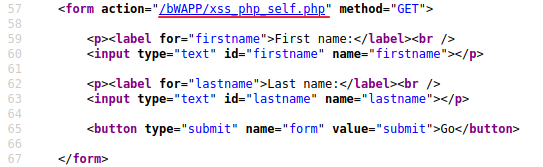 57 <form action="/bWAPP/xss_php_self.php" method="GET">
58
59 <p><label for="firstname">First name:</label><br />
60 <input type="text" id="firstname" name="firstname"></p>
61
62 <p><label for="lastname">Last name:</label><br />
63 <input type="text" id="lastname" name="lastname"></p>
64
65 <button type="submit" name="form" value="submit">Go</button>
66
67 </form>